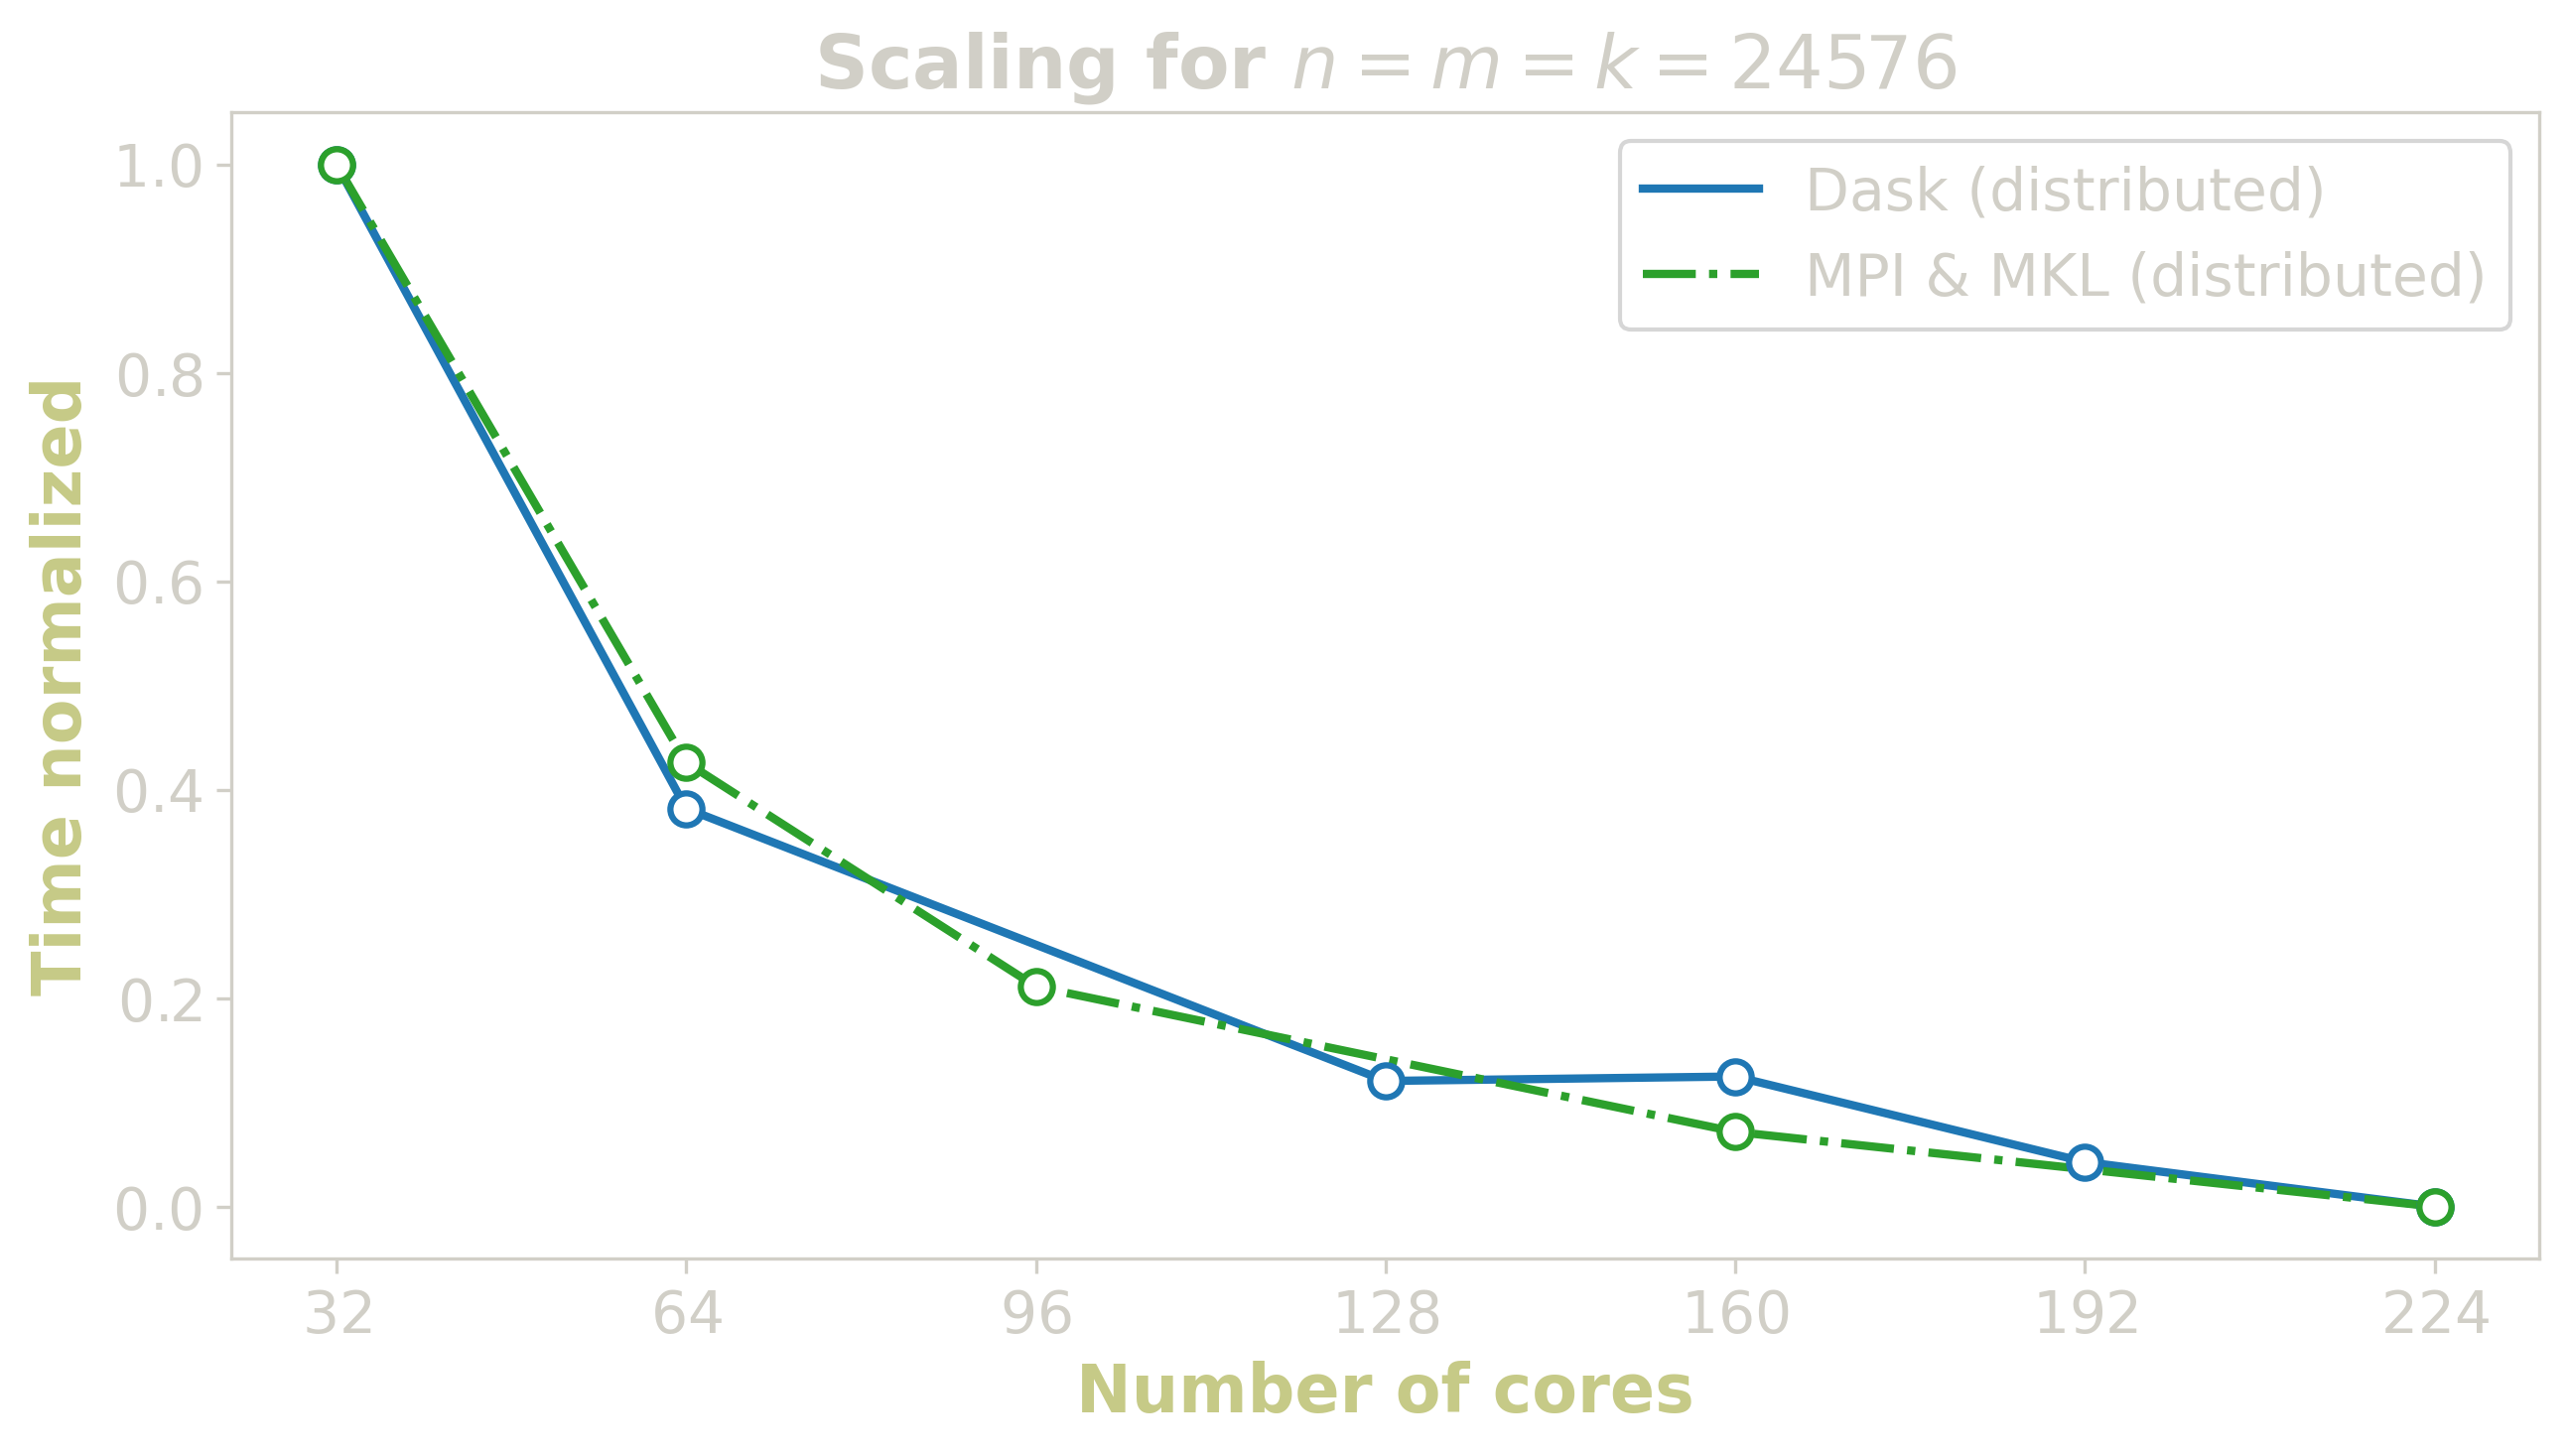 Scaling for n = m = k = 24576
Dask (distributed)
MPI & MKL (distributed)
Time normalized
1.0
0.8
0.6
0.4
0.2
0.0
32 64 96 128 160 192 224
Number of cores